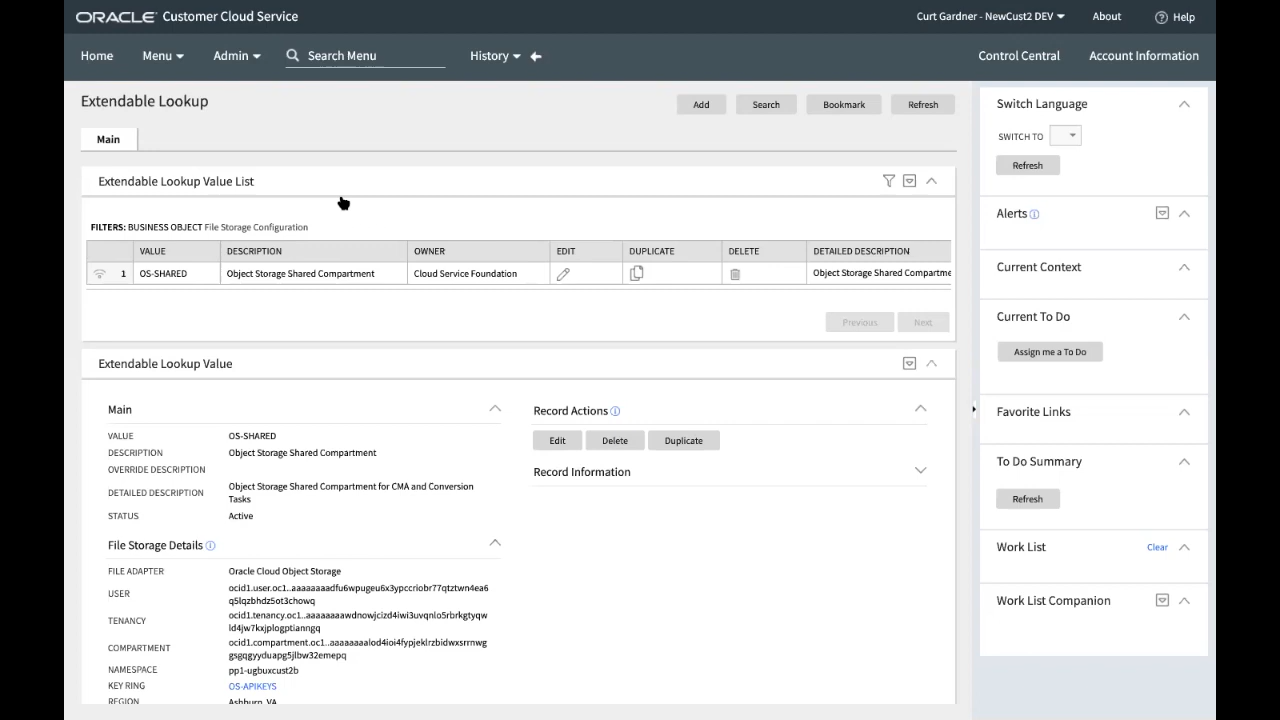 ORACLE Customer Cloud Service
Curt Gardner - NewCust2 DEV
About
Help
Home
Menu
Admin
Search Menu
History
Control Central
Account Information
Extendable Lookup
Add
Search
Bookmark
Refresh
Main
Extendable Lookup Value List
FILTERS: BUSINESS OBJECT File Storage Configuration
VALUE DESCRIPTION OWNER EDIT DUPLICATE DELETE DETAILED DESCRIPTION
1 OS-SHARED Object Storage Shared Compartment Cloud Service Foundation Object Storage Shared Compartme
Previous
Next
Extendable Lookup Value
Main
VALUE OS-SHARED
DESCRIPTION Object Storage Shared Compartment
OVERRIDE DESCRIPTION
DETAILED DESCRIPTION Object Storage Shared Compartment for CMA and Conversion
Tasks
STATUS Active
File Storage Details
FILE ADAPTER Oracle Cloud Object Storage
USER ocid1.user.oc1..aaaaaaaadfu6wpugeu6x3ypccriobr77qtztwn4ea6
q5lqzbhdz5ot3chowq
TENANCY ocid1.tenancy.oc1..aaaaaaaawdnowjcizd4iwi3uvqnlo5rbrkgtyqw
ld4jw7kxjplogptianngq
COMPARTMENT ocid1.compartment.oc1..aaaaaaaalod4ioi4fypjeklrzbidwxsrrnwg
gsgqgyyduapg5jlbw32emepq
NAMESPACE pp1-ugbuxcust2b
KEY RING OS-APIKEYS
REGION Ashburn, VA
Record Actions
Edit
Delete
Duplicate
Record Information
Switch Language
SWITCH TO
Refresh
Alerts
Current Context
Current To Do
Assign me a To Do
Favorite Links
To Do Summary
Refresh
Work List
Clear
Work List Companion